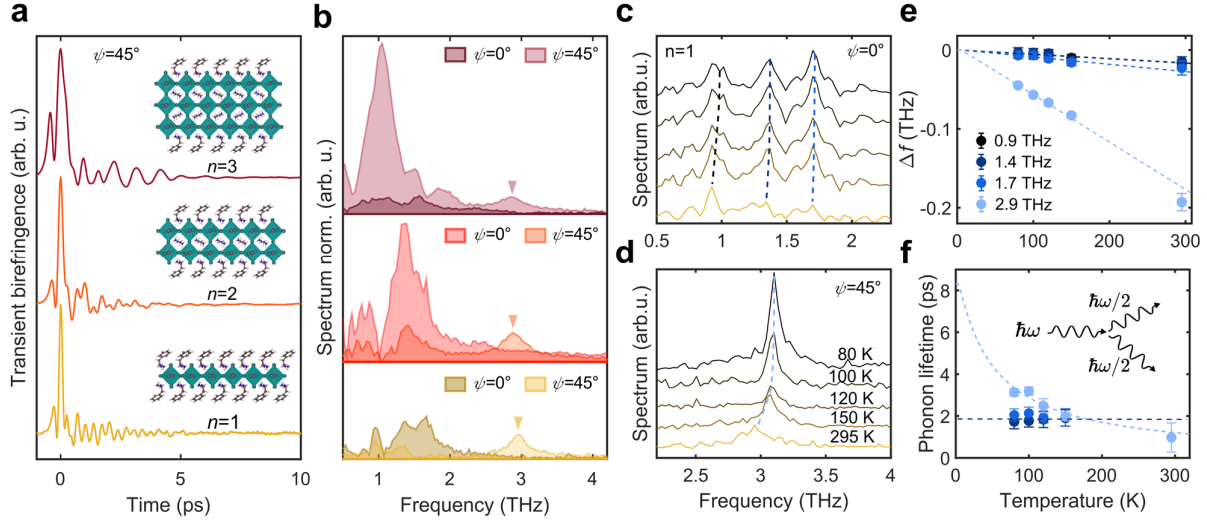 a
ψ=45°
n=3
n=2
n=1
Transient birefringence (arb. u.)
0
5
10
Time (ps)
b
ψ=0°
ψ=45°
ψ=0°
ψ=45°
ψ=0°
ψ=45°
Spectrum norm. (arb. u.)
1
2
3
4
Frequency (THz)
c
n=1
ψ=0°
Spectrum (arb.u.)
0.5
1
1.5
2
d
ψ=45°
80 K
100 K
120 K
150 K
295 K
Spectrum (arb.u.)
2.5
3
3.5
4
Frequency (THz)
e
0
-0.1
-0.2
Δf (THz)
0.9 THz
1.4 THz
1.7 THz
2.9 THz
0
100
200
300
f
Phonon lifetime (ps)
10
8
6
4
2
0
ħω
ħω/2
ħω/2
0
100
200
300
Temperature (K)